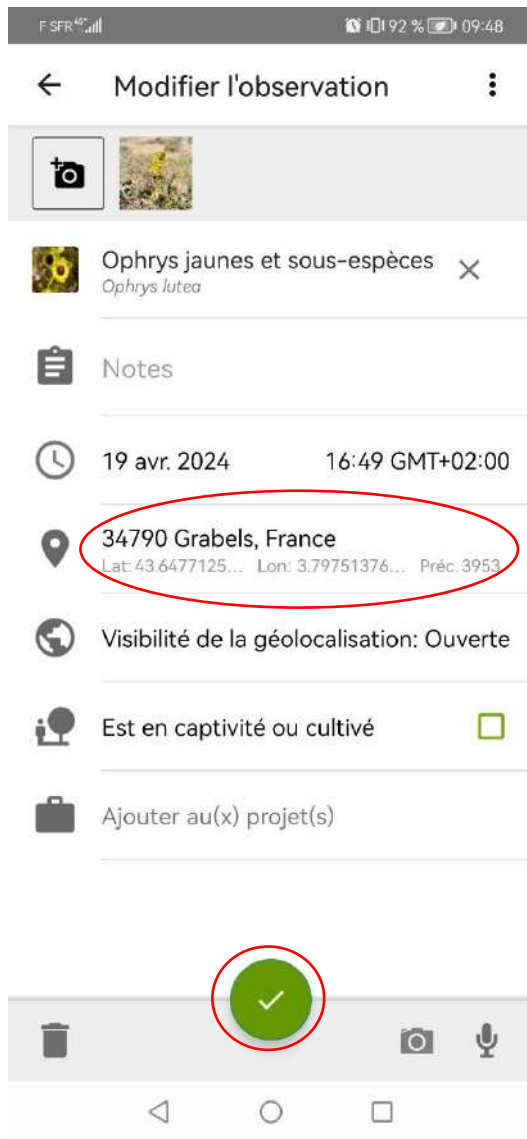 F SFR 92 % 09:48
Modifier l'observation
Ophrys jaunes et sous-espèces
Ophrys lutea
Notes
19 avr. 2024 16:49 GMT+02:00
34790 Grabels, France
Lat: 43.6477125... Lon: 3.79751376... Préc. 3953
Visibilité de la géolocalisation: Ouverte
Est en captivité ou cultivé
Ajouter au(x) projet(s)